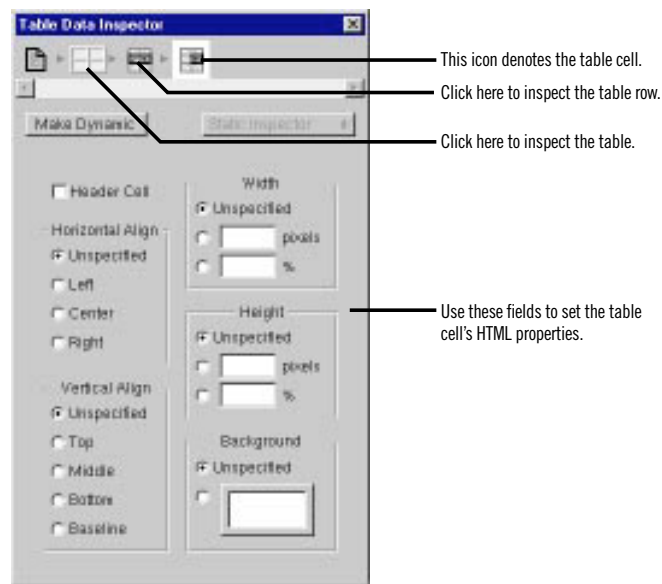 Table Data Inspector
This icon denotes the table cell.
Click here to inspect the table row.
Make Dynamic
Static Inspector
Click here to inspect the table.
Header Cell
Horizontal Align
Unspecified
Left
Center
Right
Vertical Align
Unspecified
Top
Middle
Bottom
Baseline
Width
Unspecified
pixels
%
Height
Unspecified
pixels
%
Background
Unspecified
Use these fields to set the table
cell's HTML properties.